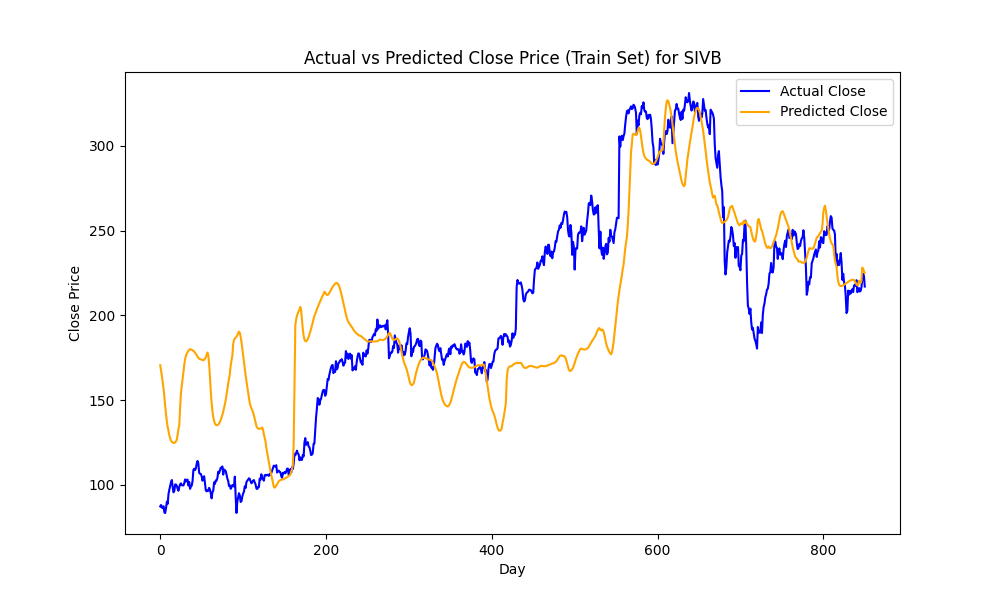 Actual vs Predicted Close Price (Train Set) for SIVB
Actual Close
Predicted Close
Close Price
300
250
200
150
100
0 200 400 600 800
Day